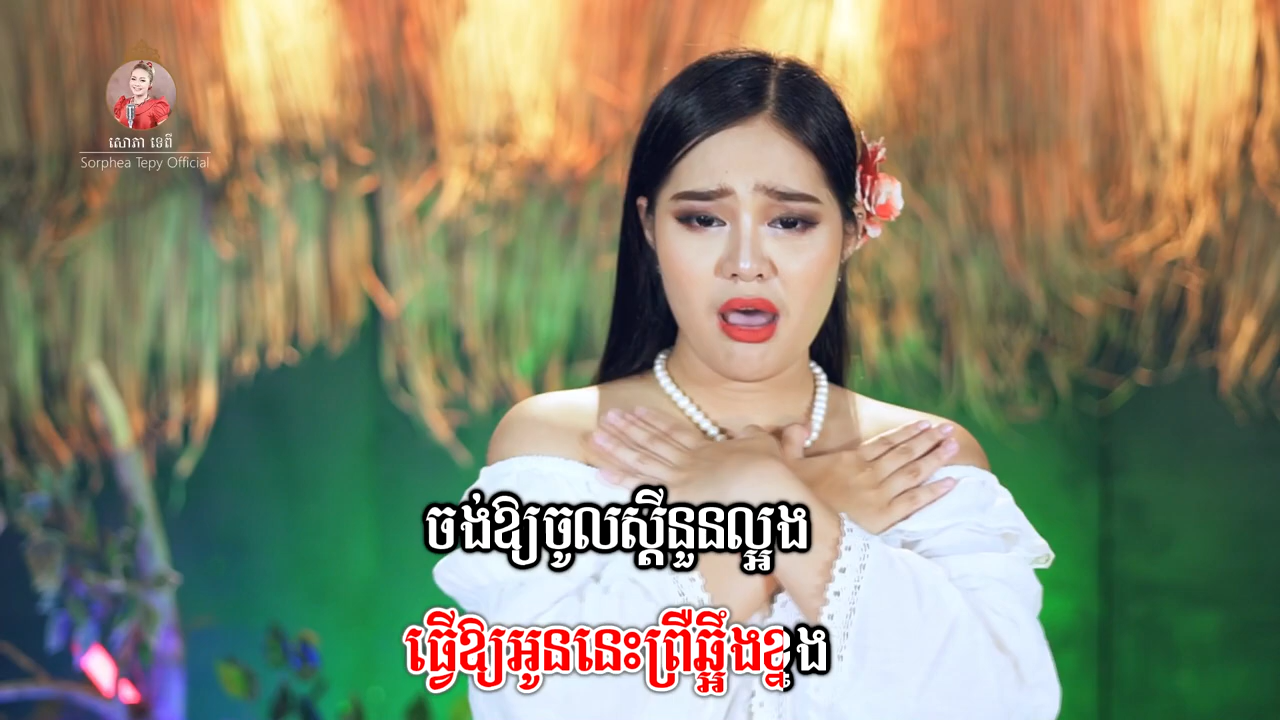 សោភា ទេពី
Sorphea Tepy Official
ចង់ឱ្យចូលស្ដីនួនល្អង
ធ្វើឱ្យអូននេះព្រឺឆ្អឹងខ្នង